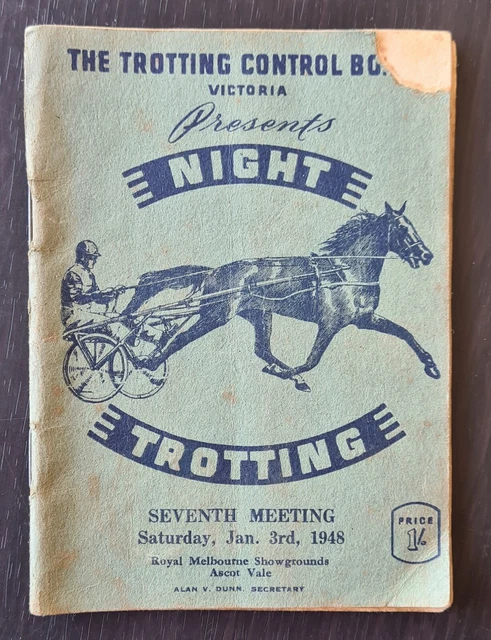 THE TROTTING CONTROL BO
VICTORIA
Presents
NIGHT
TROTTING
SEVENTH MEETING
Saturday, Jan. 3rd, 1948
Royal Melbourne Showgrounds
Ascot Vale
ALAN V. DUNN. SECRETARY
PRICE
1/-